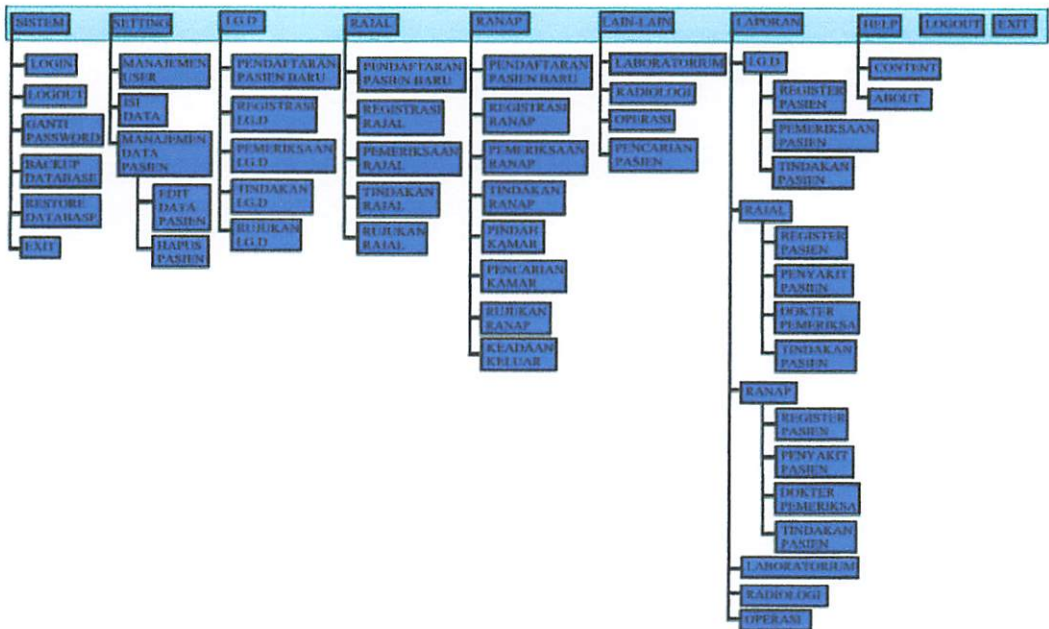 SISTEM
SETTING
I.G.D
RAJAL
RANAP
LAIN-LAIN
LAPORAN
HELP
LOGOUT
EXIT
LOGIN
LOGOUT
GANTI
PASSWORD
BACKUP
DATABASE
RESTORE
DATABASE
EXIT
MANAJEMEN
USER
ISI
DATA
MANAJEMEN
DATA
PASIEN
EDIT
DATA
PASIEN
HAPUS
PASIEN
PENDAFTARAN
PASIEN BARU
REGISTRASI
I.G.D
PEMERIKSAAN
I.G.D
TINDAKAN
I.G.D
RUJUKAN
I.G.D
PENDAFTARAN
PASIEN BARU
REGISTRASI
RAJAL
PEMERIKSAAN
RAJAL
TINDAKAN
RAJAL
RUJUKAN
RAJAL
PENDAFTARAN
PASIEN BARU
REGISTRASI
RANAP
PEMERIKSAAN
RANAP
TINDAKAN
RANAP
PINDAH
KAMAR
PENCARIAN
KAMAR
RUJUKAN
RANAP
KEADAAN
KELUAR
LABORATORIUM
RADIOLOGI
OPERASI
PENCARIAN
PASIEN
I.G.D
REGISTER
PASIEN
PEMERIKSAAN
PASIEN
TINDAKAN
PASIEN
RAJAL
REGISTER
PASIEN
PENYAKIT
PASIEN
DOKTER
PEMERIKSA
TINDAKAN
PASIEN
RANAP
REGISTER
PASIEN
PENYAKIT
PASIEN
DOKTER
PEMERIKSA
TINDAKAN
PASIEN
LABORATORIUM
RADIOLOGI
OPERASI
CONTENT
ABOUT